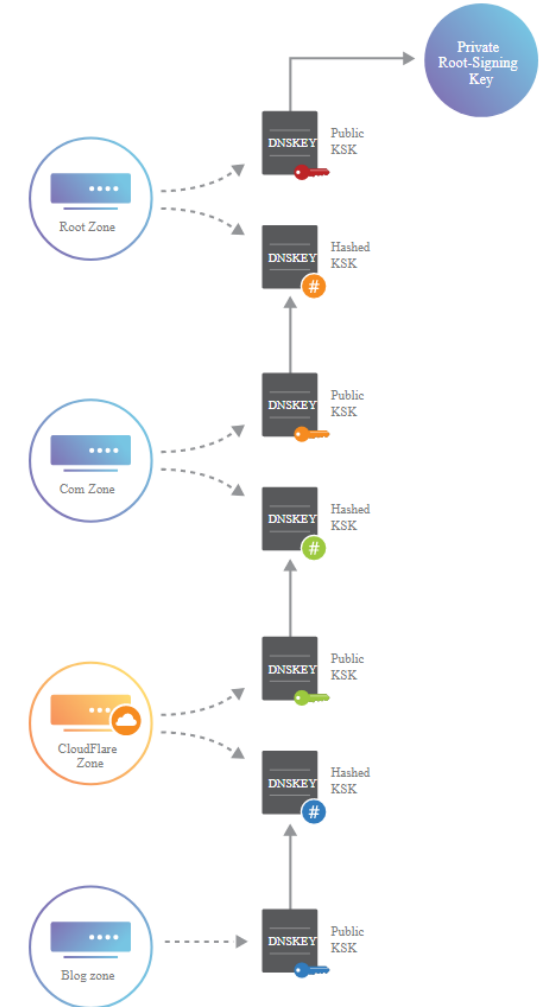 Private
Root-Signing
Key
DNSKEY
Public
KSK
Root Zone
DNSKEY
Hashed
KSK
#
DNSKEY
Public
KSK
Com Zone
DNSKEY
Hashed
KSK
#
DNSKEY
Public
KSK
CloudFlare
Zone
DNSKEY
Hashed
KSK
#
DNSKEY
Public
KSK
Blog zone